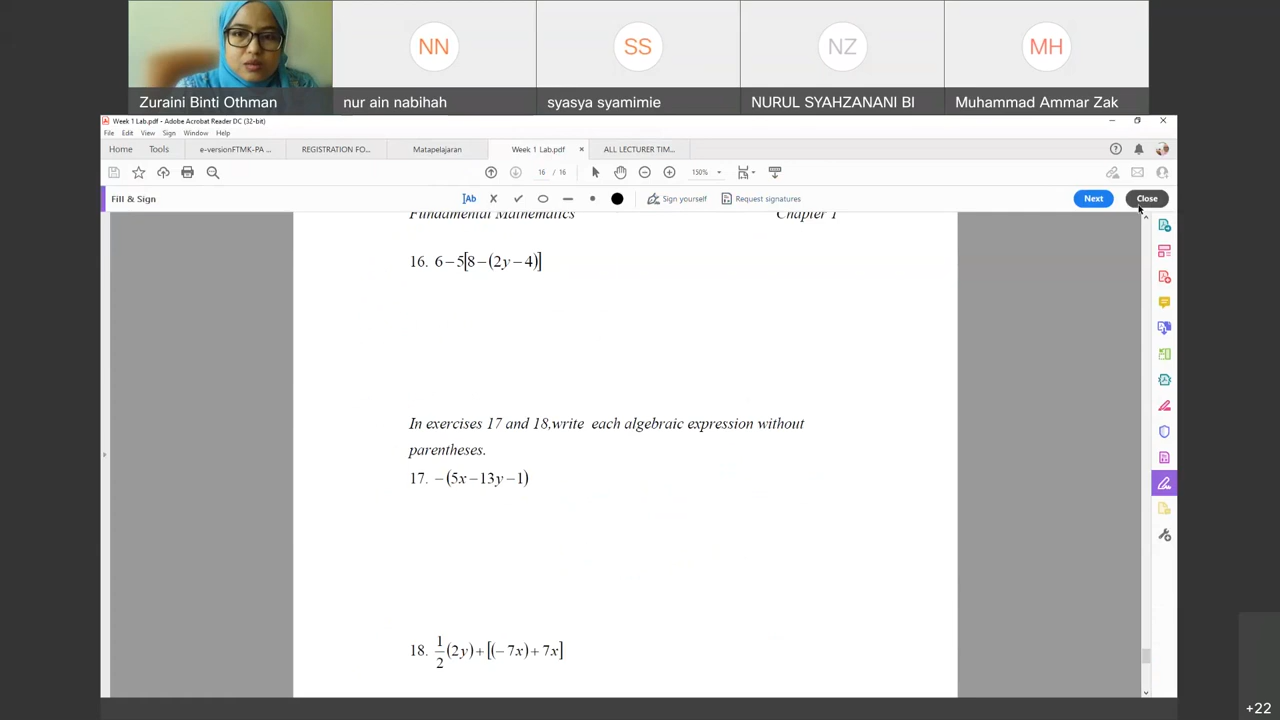 NN
SS
NZ
MH
Zuraini Binti Othman
nur ain nabihah
syasya syamimie
NURUL SYAHZANANI BI
Muhammad Ammar Zak
Week 1 Lab.pdf - Adobe Acrobat Reader DC (32-bit)
File Edit View Sign Window Help
Home Tools e-versionFTMK-PA ... REGISTRATION FO... Matapelajaran Week 1 Lab.pdf × ALL LECTURER TIM...
16 / 16 150%
Fill & Sign Ab Sign yourself Request signatures Next Close
Fundamental Mathematics Chapter 1
16. 6−5[8−(2y−4)]
In exercises 17 and 18,write each algebraic expression without
parentheses.
17. −(5x−13y−1)
18. 1/2(2y)+[(−7x)+7x]
+22